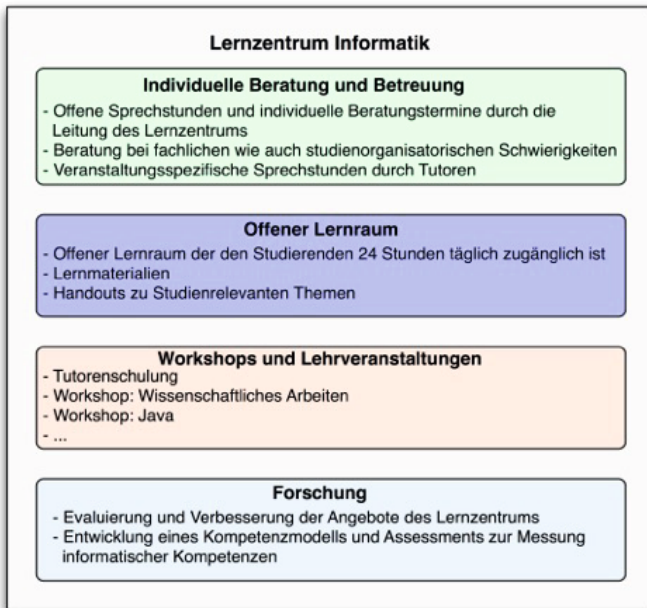 Lernzentrum Informatik
Individuelle Beratung und Betreuung
- Offene Sprechstunden und individuelle Beratungstermine durch die
Leitung des Lernzentrums
- Beratung bei fachlichen wie auch studienorganisatorischen Schwierigkeiten
- Veranstaltungsspezifische Sprechstunden durch Tutoren
Offener Lernraum
- Offener Lernraum der den Studierenden 24 Stunden täglich zugänglich ist
- Lernmaterialien
- Handouts zu Studienrelevanten Themen
Workshops und Lehrveranstaltungen
- Tutorenschulung
- Workshop: Wissenschaftliches Arbeiten
- Workshop: Java
- ...
Forschung
- Evaluierung und Verbesserung der Angebote des Lernzentrums
- Entwicklung eines Kompetenzmodells und Assessments zur Messung
informatischer Kompetenzen